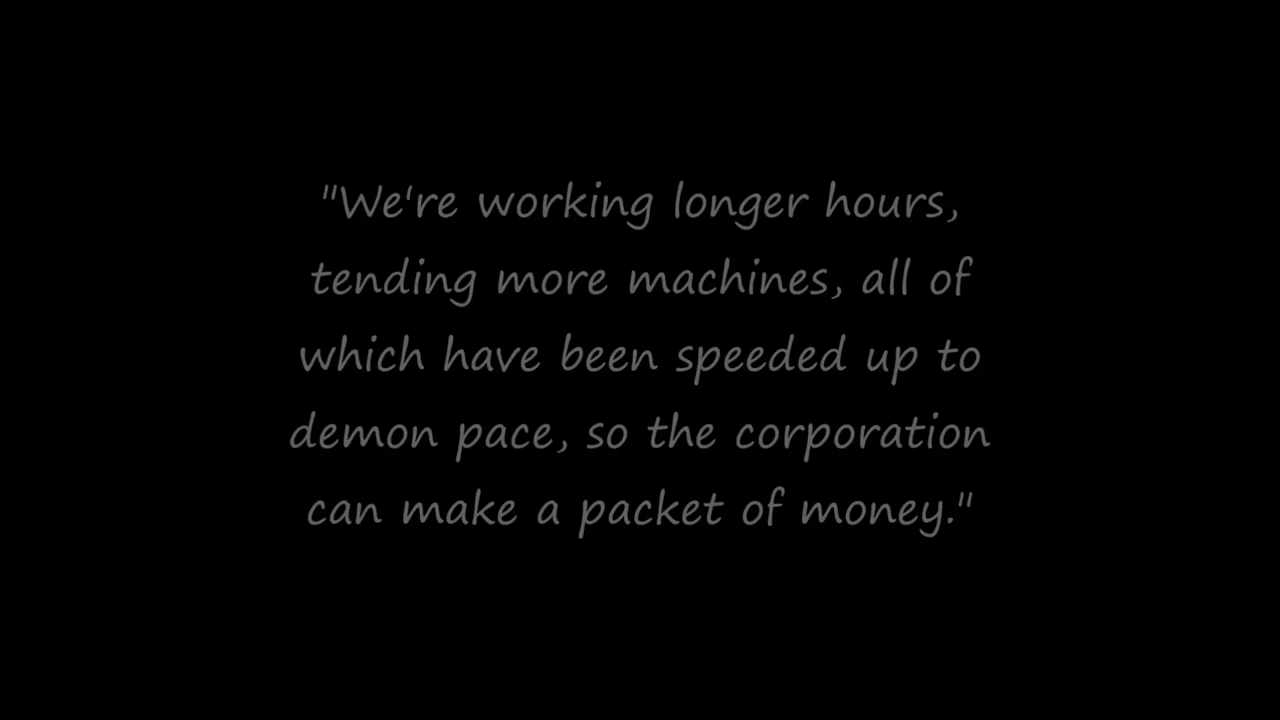 "We're working longer hours,
tending more machines, all of
which have been speeded up to
demon pace, so the corporation
can make a packet of money."